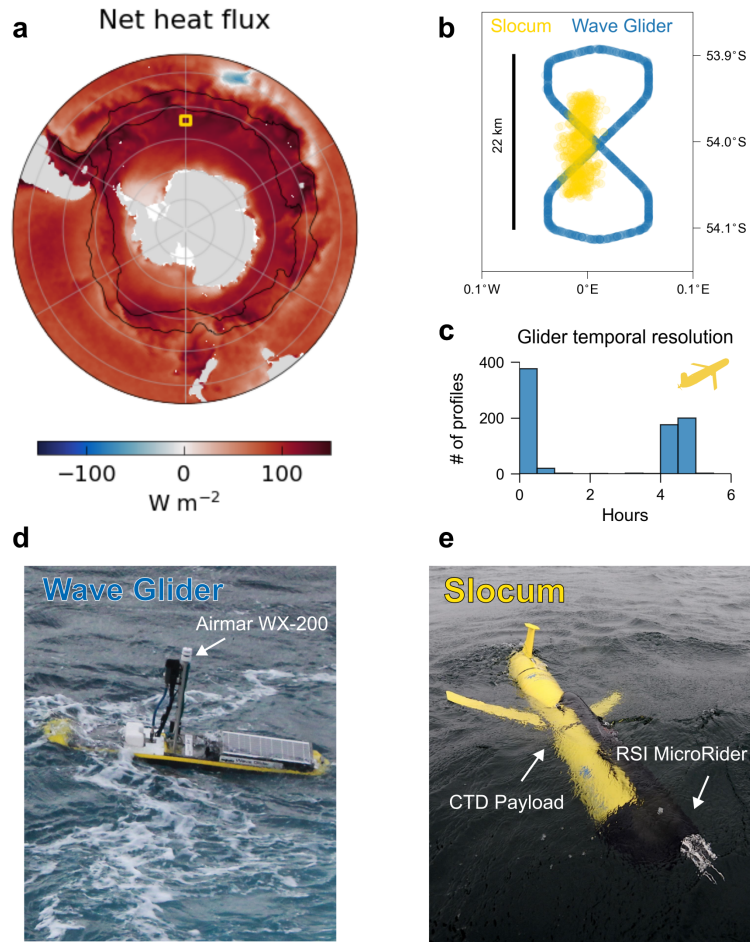 a
Net heat flux
−100 0 100
W m−2
b
Slocum Wave Glider
22 km
53.9°S
54.0°S
54.1°S
0.1°W 0°E 0.1°E
c
Glider temporal resolution
# of profiles
400
200
0
0 2 4 6
Hours
d
Wave Glider
Airmar WX-200
e
Slocum
RSI MicroRider
CTD Payload